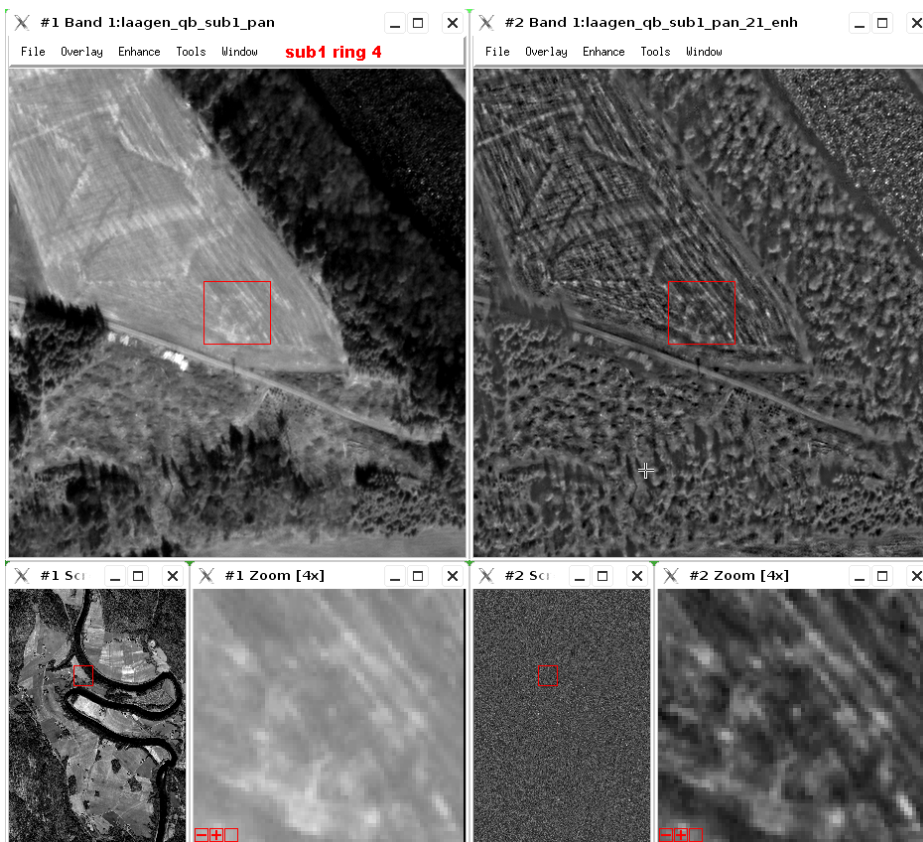 #1 Band 1:laagen_qb_sub1_pan
File Overlay Enhance Tools Window sub1 ring 4
#2 Band 1:laagen_qb_sub1_pan_21_enh
File Overlay Enhance Tools Window
#1 Sc
#1 Zoom [4x]
#2 Sc
#2 Zoom [4x]